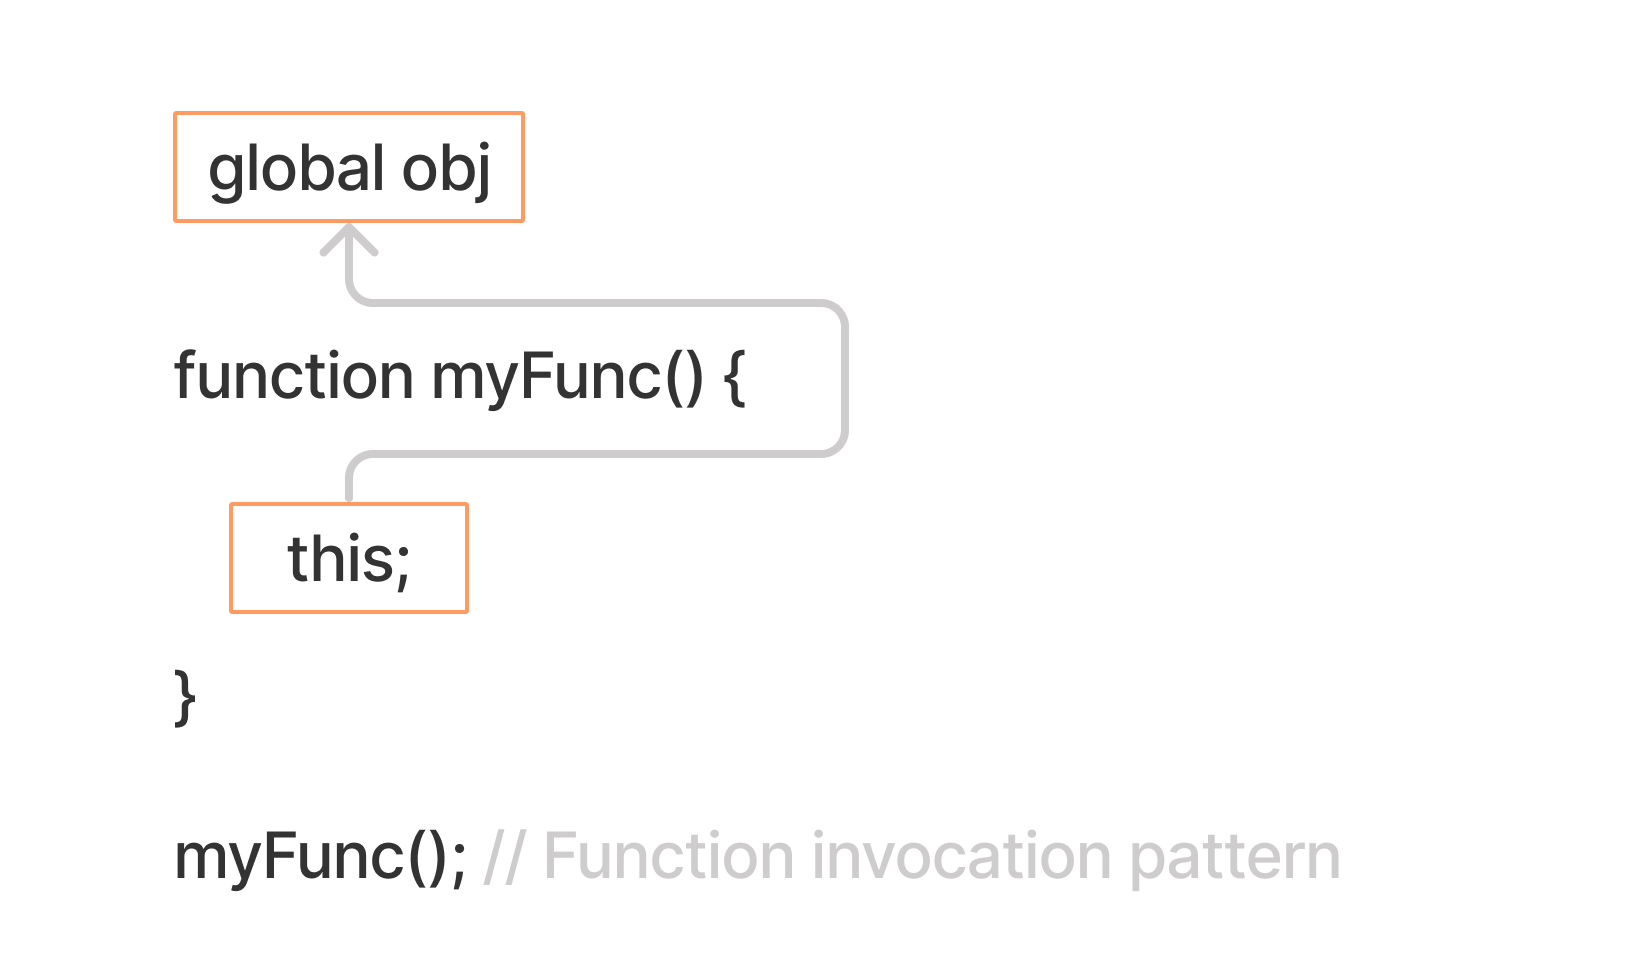 global obj
function myFunc() {
this;
}
myFunc(); // Function invocation pattern